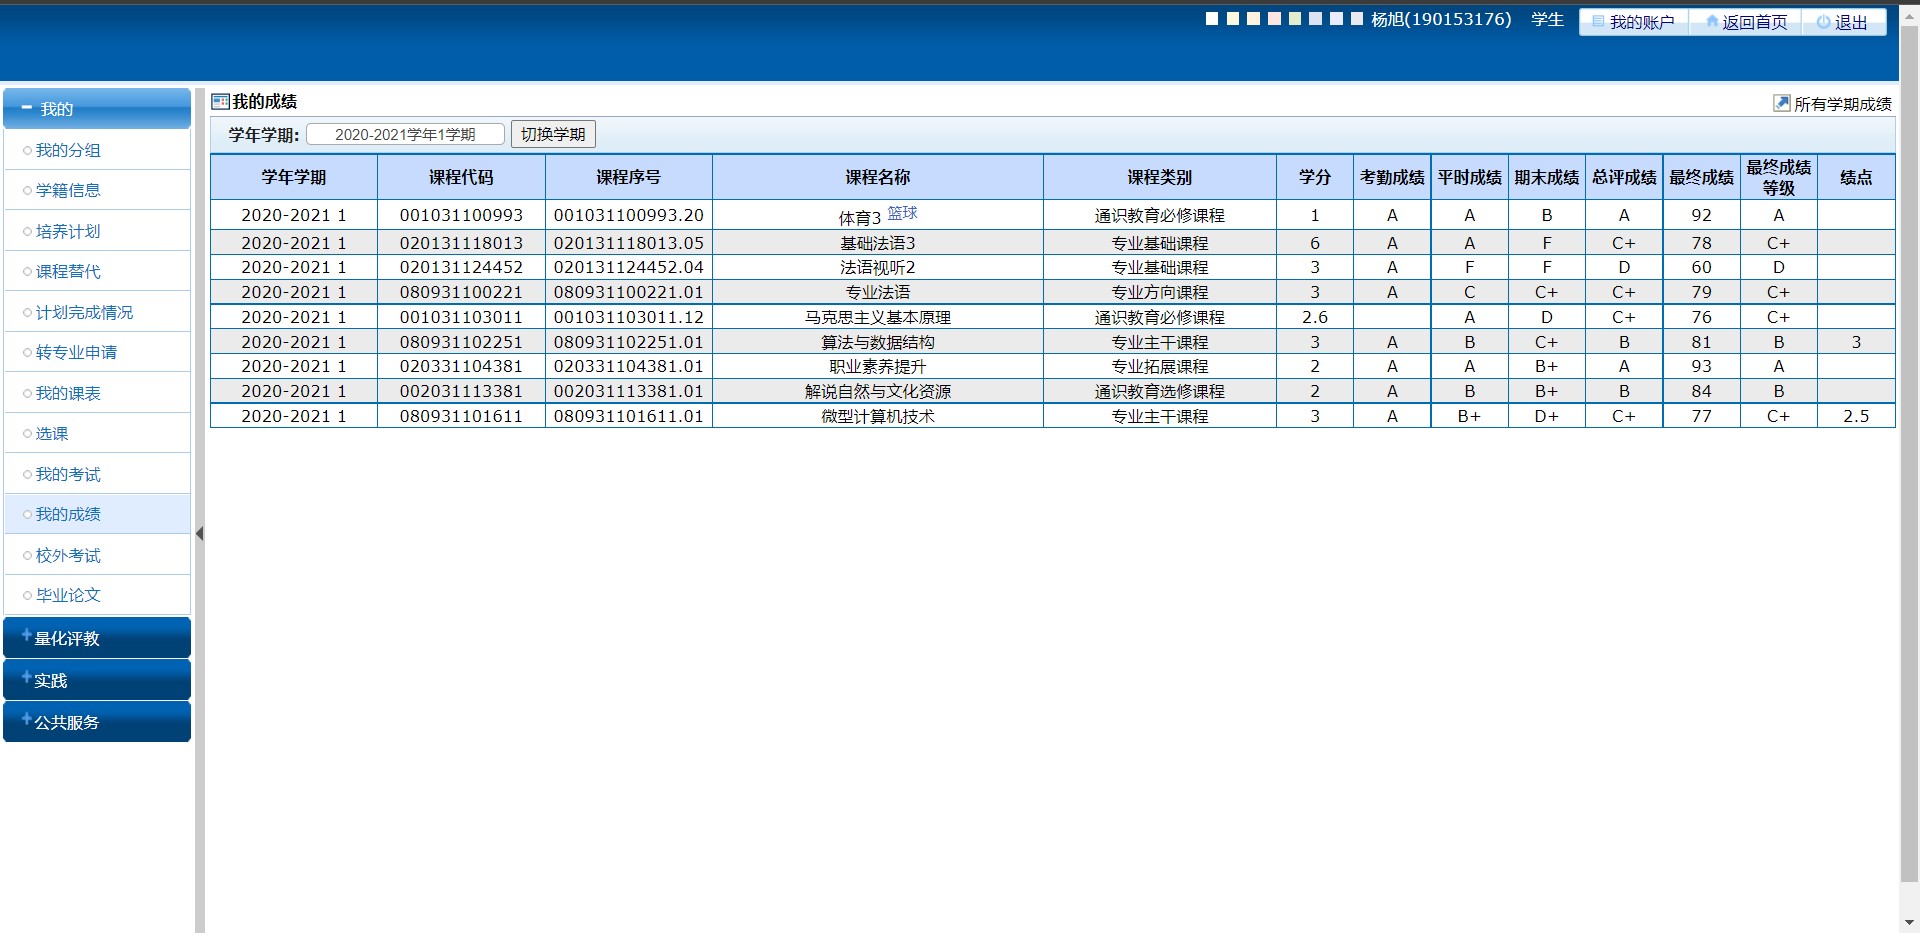 杨旭(190153176) 学生 我的账户 返回首页 退出
我的
我的分组
学籍信息
培养计划
课程替代
计划完成情况
转专业申请
我的课表
选课
我的考试
我的成绩
校外考试
毕业论文
量化评教
实践
公共服务
我的成绩 所有学期成绩
学年学期: 2020-2021学年1学期 切换学期
学年学期 课程代码 课程序号 课程名称 课程类别 学分 考勤成绩 平时成绩 期末成绩 总评成绩 最终成绩 最终成绩等级 绩点
2020-2021 1 001031100993 001031100993.20 体育3 篮球 通识教育必修课程 1 A A B A 92 A
2020-2021 1 020131118013 020131118013.05 基础法语3 专业基础课程 6 A A F C+ 78 C+
2020-2021 1 020131124452 020131124452.04 法语视听2 专业基础课程 3 A F F D 60 D
2020-2021 1 080931100221 080931100221.01 专业法语 专业方向课程 3 A C C+ C+ 79 C+
2020-2021 1 001031103011 001031103011.12 马克思主义基本原理 通识教育必修课程 2.6 A D C+ 76 C+
2020-2021 1 080931102251 080931102251.01 算法与数据结构 专业主干课程 3 A B C+ B 81 B 3
2020-2021 1 020331104381 020331104381.01 职业素养提升 专业拓展课程 2 A A B+ A 93 A
2020-2021 1 002031113381 002031113381.01 解说自然与文化资源 通识教育选修课程 2 A B B+ B 84 B
2020-2021 1 080931101611 080931101611.01 微型计算机技术 专业主干课程 3 A B+ D+ C+ 77 C+ 2.5